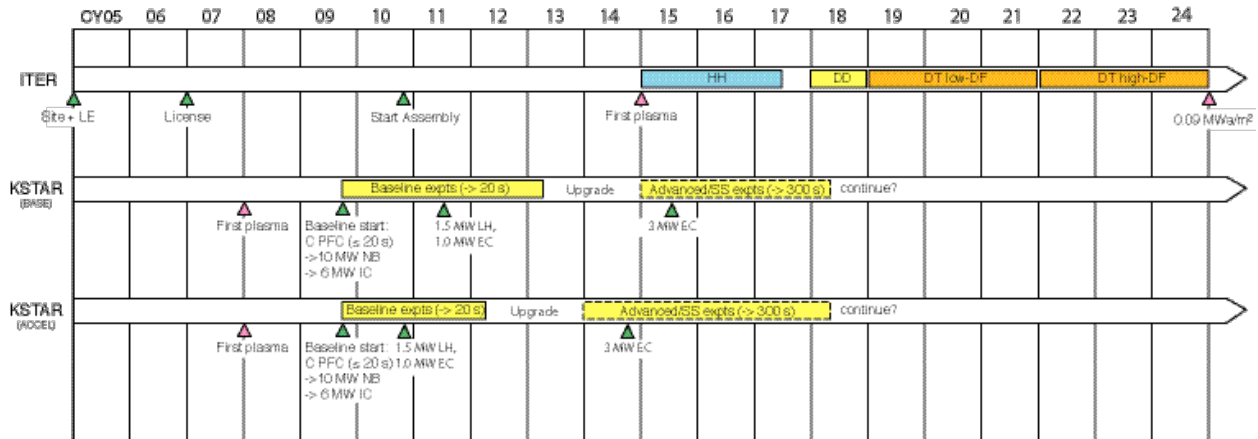 CY05 06 07 08 09 10 11 12 13 14 15 16 17 18 19 20 21 22 23 24
ITER
HH DD DT low-DF DT high-DF
Site + LE License Start Assembly First plasma 0.09 MWa/m²
KSTAR
(BASE)
Baseline expts (-> 20 s) Upgrade Advanced/SS expts (-> 300 s) continue?
First plasma Baseline start: 1.5 MW LH, 3 MW EC
C PFC (≤ 20 s) 1.0 MW EC
->10 MW NB
-> 6 MW IC
KSTAR
(ACCEL)
Baseline expts (-> 20 s) Upgrade Advanced/SS expts (-> 300 s) continue?
First plasma Baseline start: 1.5 MW LH, 3 MW EC
C PFC (≤ 20 s) 1.0 MW EC
->10 MW NB
-> 6 MW IC